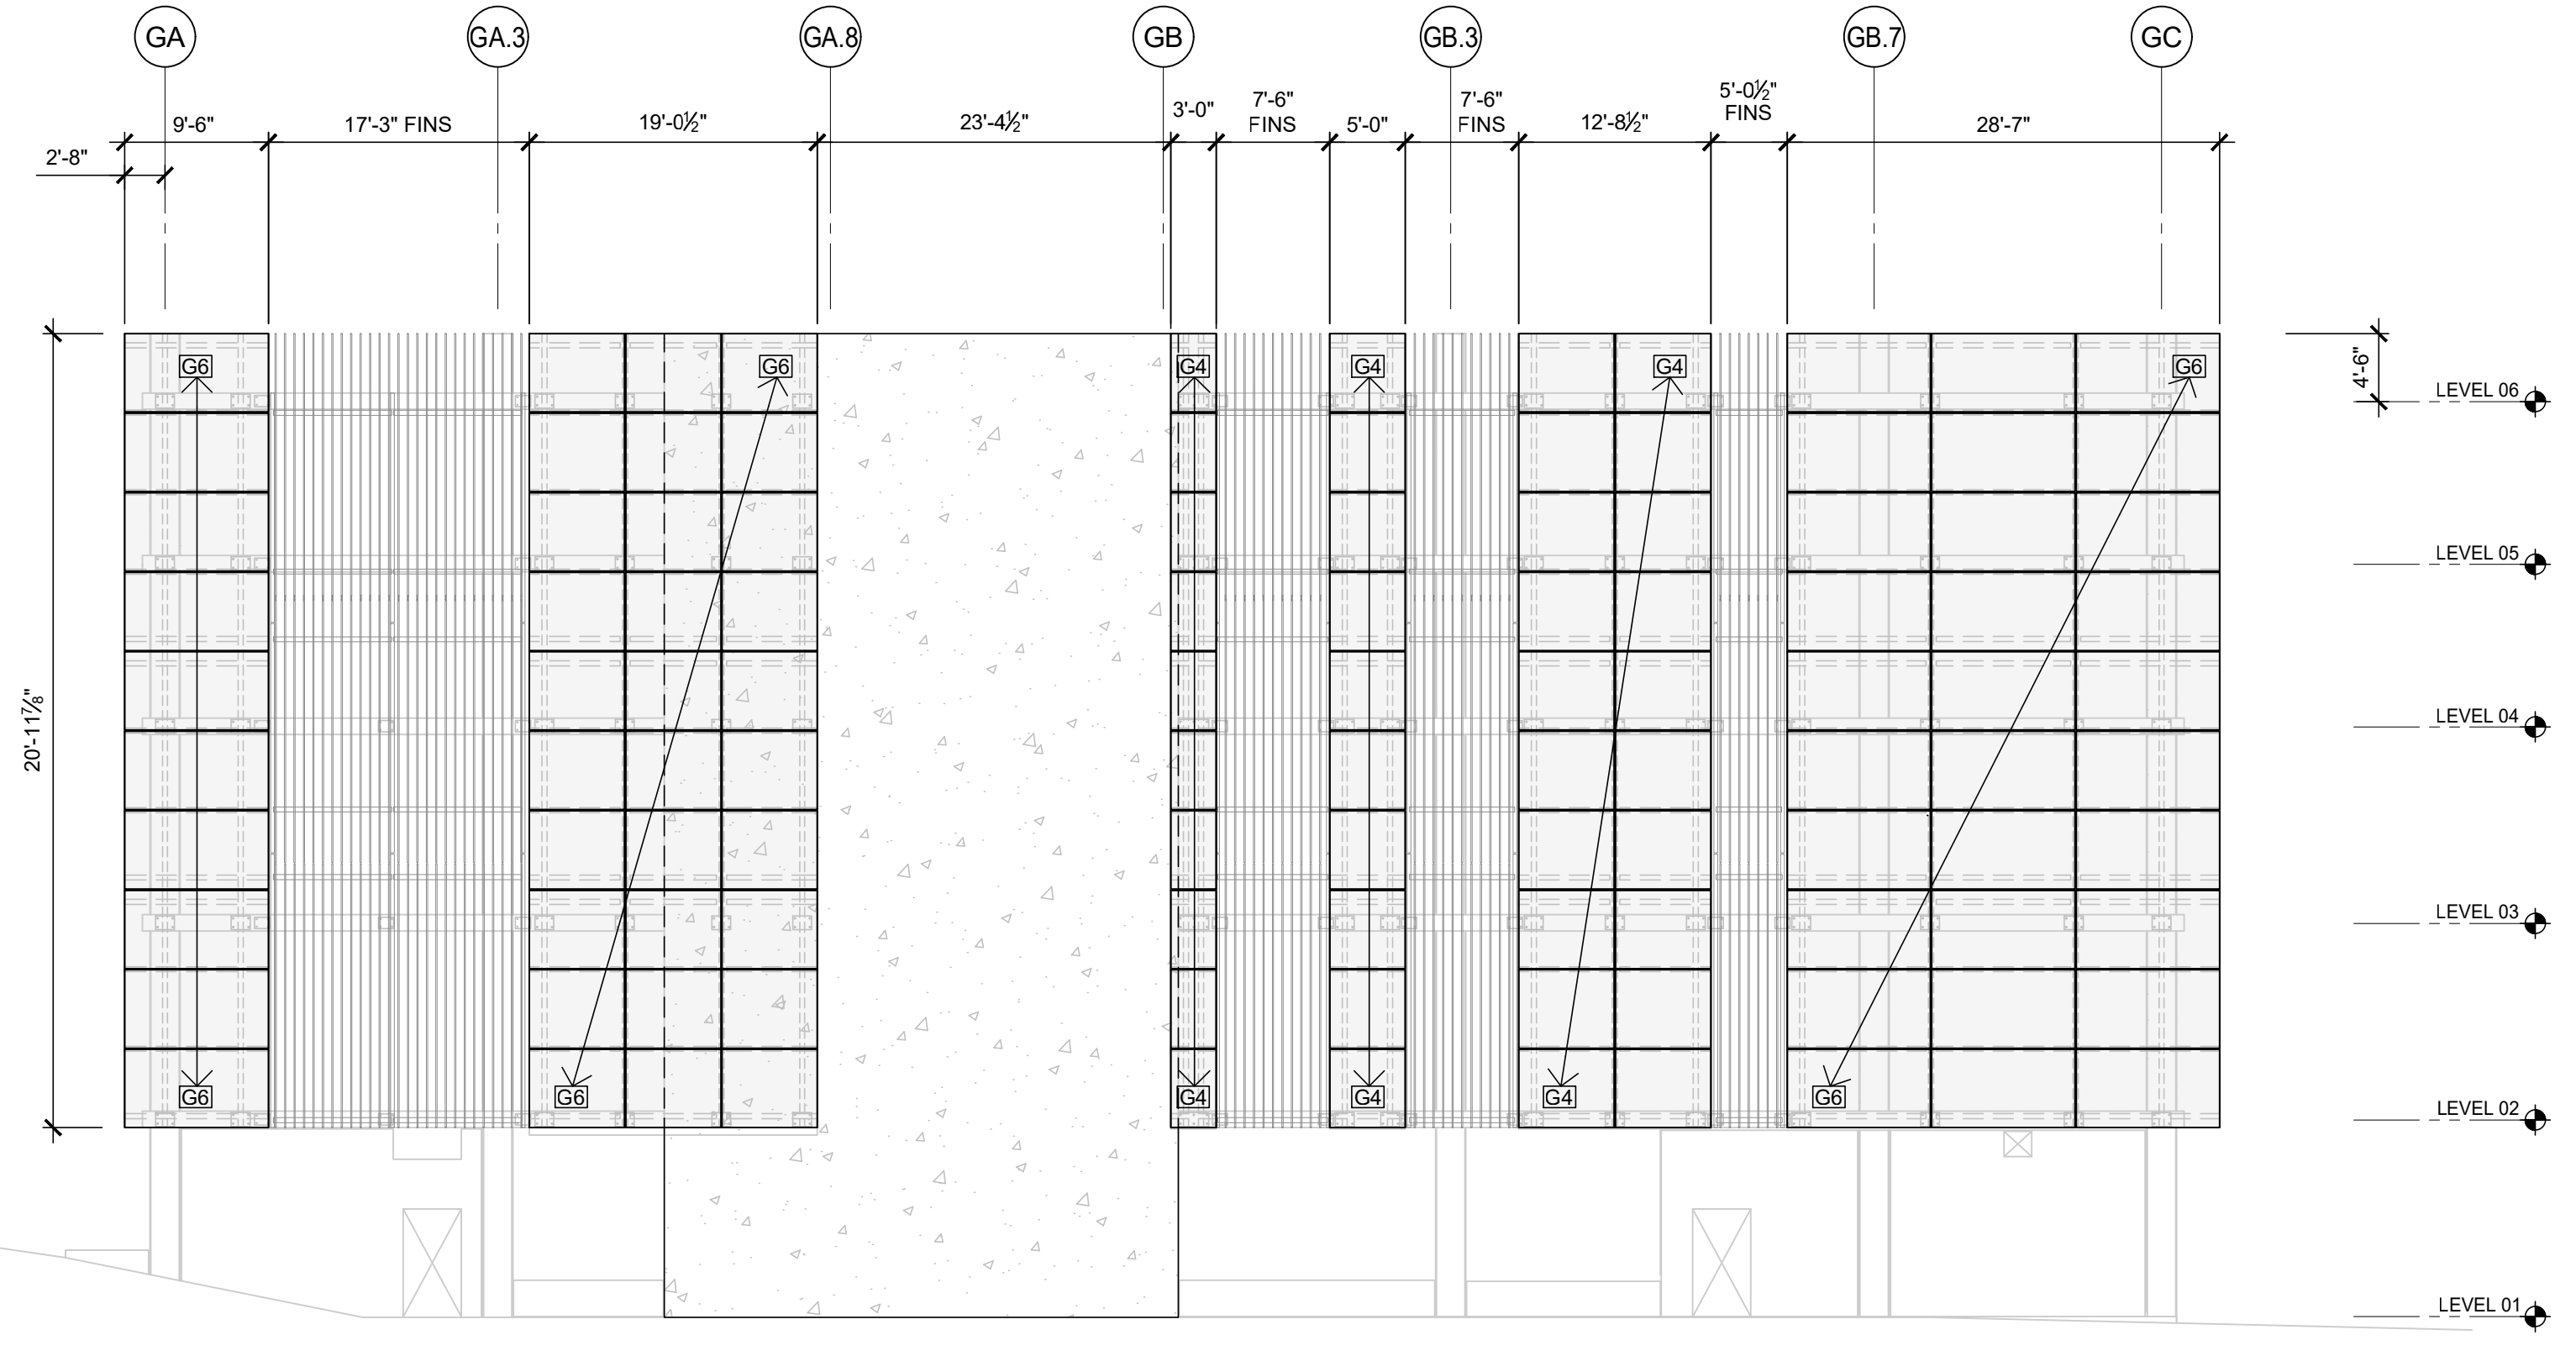 GA GA.3 GA.8 GB GB.3 GB.7 GC
9'-6" 17'-3" FINS 19'-0½" 23'-4½" 3'-0" 7'-6" FINS 5'-0" 7'-6" FINS 12'-8½" 5'-0½" FINS 28'-7"
2'-8"
G6 G6 G4 G4 G4 G6
4'-6"
LEVEL 06
LEVEL 05
20'-11⅞"
LEVEL 04
LEVEL 03
G6 G6 G4 G4 G4 G6
LEVEL 02
LEVEL 01